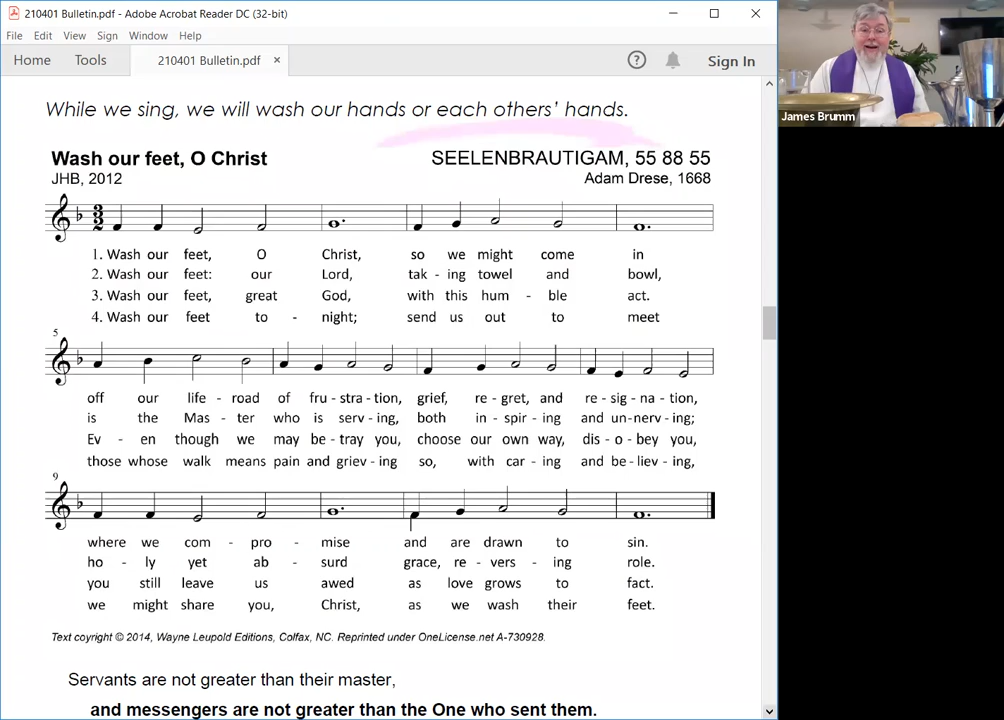 210401 Bulletin.pdf - Adobe Acrobat Reader DC (32-bit)
File Edit View Sign Window Help
Home Tools 210401 Bulletin.pdf × ? Sign In
James Brumm
While we sing, we will wash our hands or each others’ hands.
Wash our feet, O Christ SEELENBRAUTIGAM, 55 88 55
JHB, 2012 Adam Drese, 1668
3
2
1. Wash our feet, O Christ, so we might come in
2. Wash our feet: our Lord, tak - ing towel and bowl,
3. Wash our feet, great God, with this hum - ble act.
4. Wash our feet to - night; send us out to meet
5
off our life - road of fru - stra - tion, grief, re - gret, and re - sig - na - tion,
is the Mas - ter who is serv - ing, both in - spir - ing and un-nerv - ing;
Ev - en though we may be - tray you, choose our own way, dis - o - bey you,
those whose walk means pain and griev - ing so, with car - ing and be - liev - ing,
9
where we com - pro - mise and are drawn to sin.
ho - ly yet ab - surd grace, re - vers - ing role.
you still leave us awed as love grows to fact.
we might share you, Christ, as we wash their feet.
Text copyright © 2014, Wayne Leupold Editions, Colfax, NC. Reprinted under OneLicense.net A-730928.
Servants are not greater than their master,
and messengers are not greater than the One who sent them.